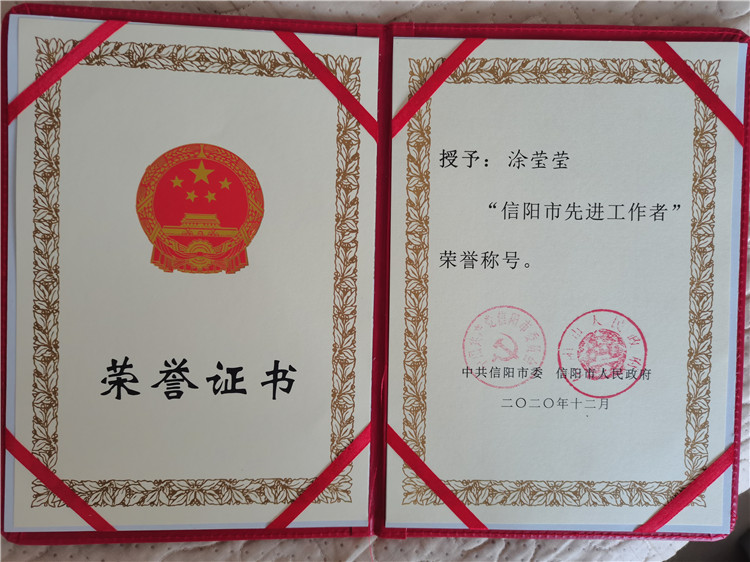 荣誉证书
授予：涂莹莹
“信阳市先进工作者”
荣誉称号。
中共信阳市委 信阳市人民政府
二〇二〇年十二月